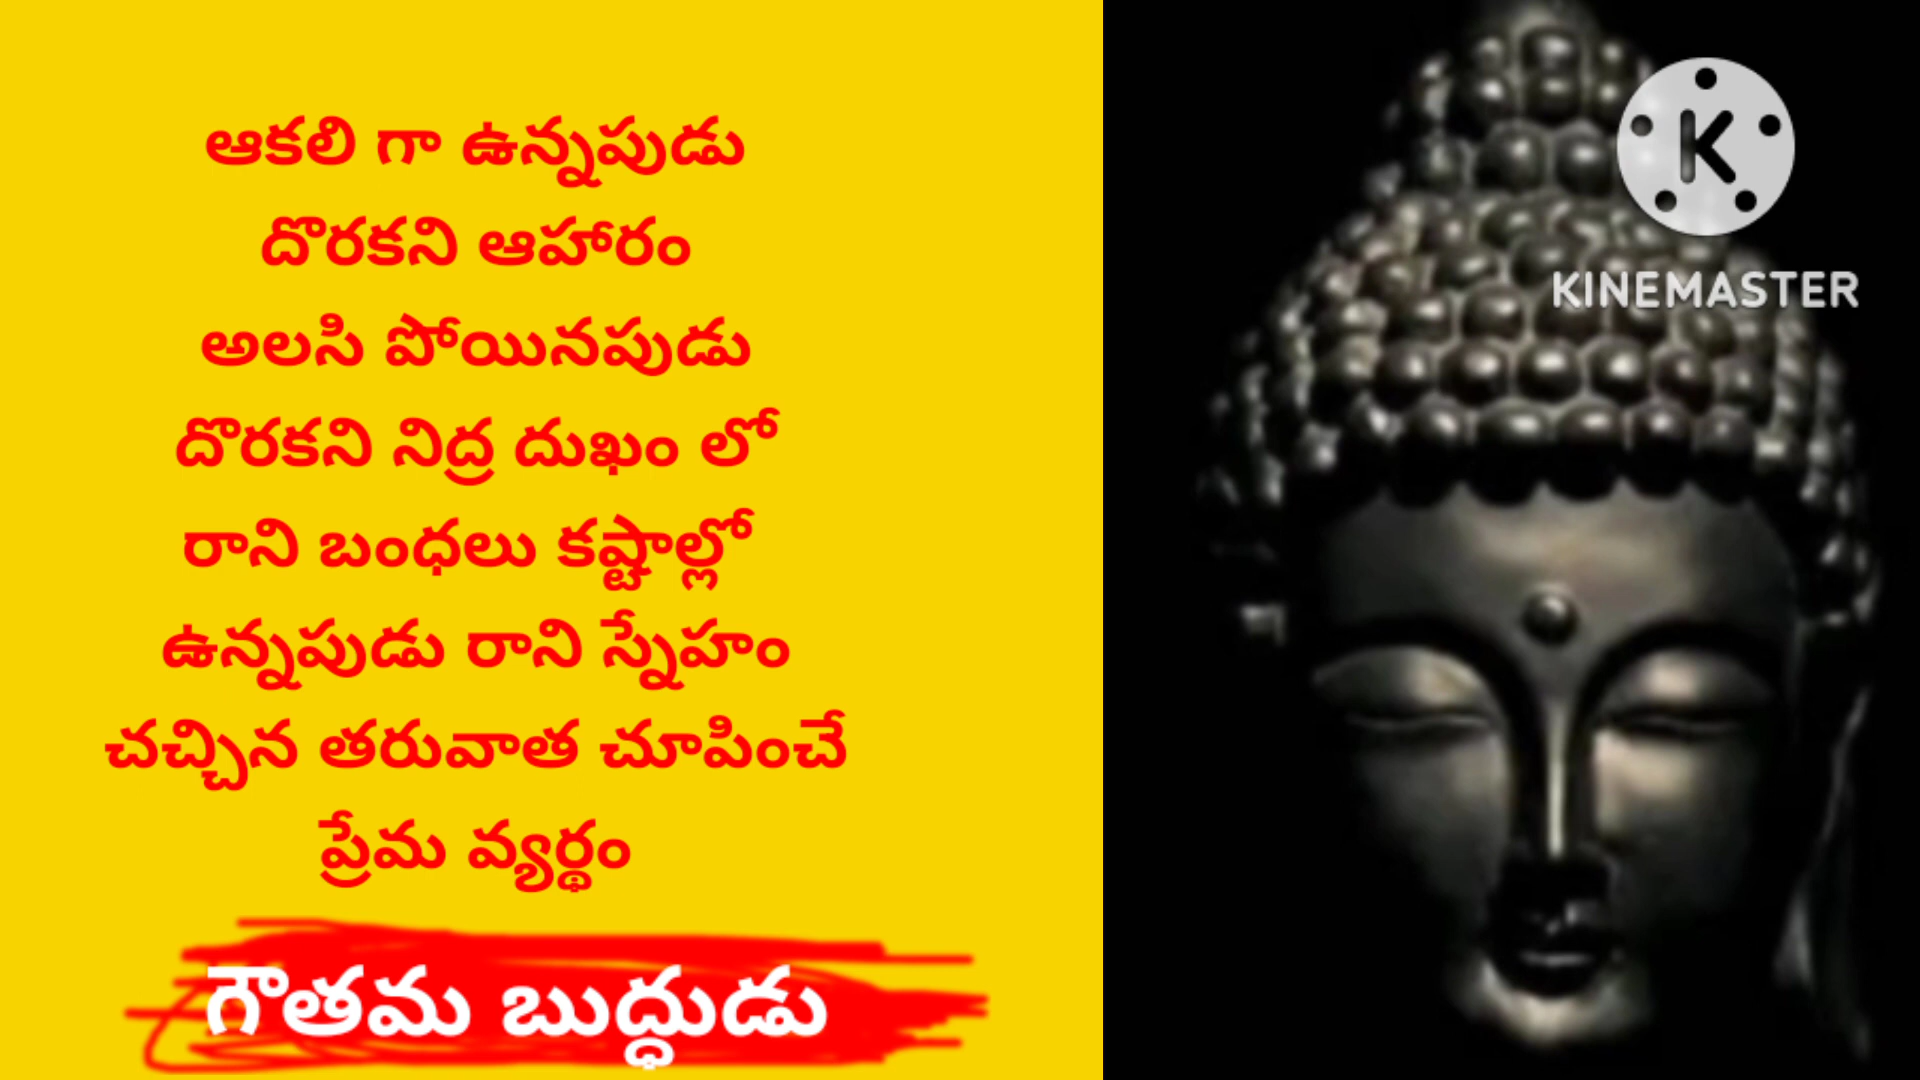 ఆకలి గా ఉన్నపుడు
దొరకని ఆహారం
అలసి పోయినపుడు
దొరకని నిద్ర దుఖం లో
రాని బంధలు కష్టాల్లో
ఉన్నపుడు రాని స్నేహం
చచ్చిన తరువాత చూపించే
ప్రేమ వ్యర్థం
గౌతమ బుద్ధుడు
K
KINEMASTER